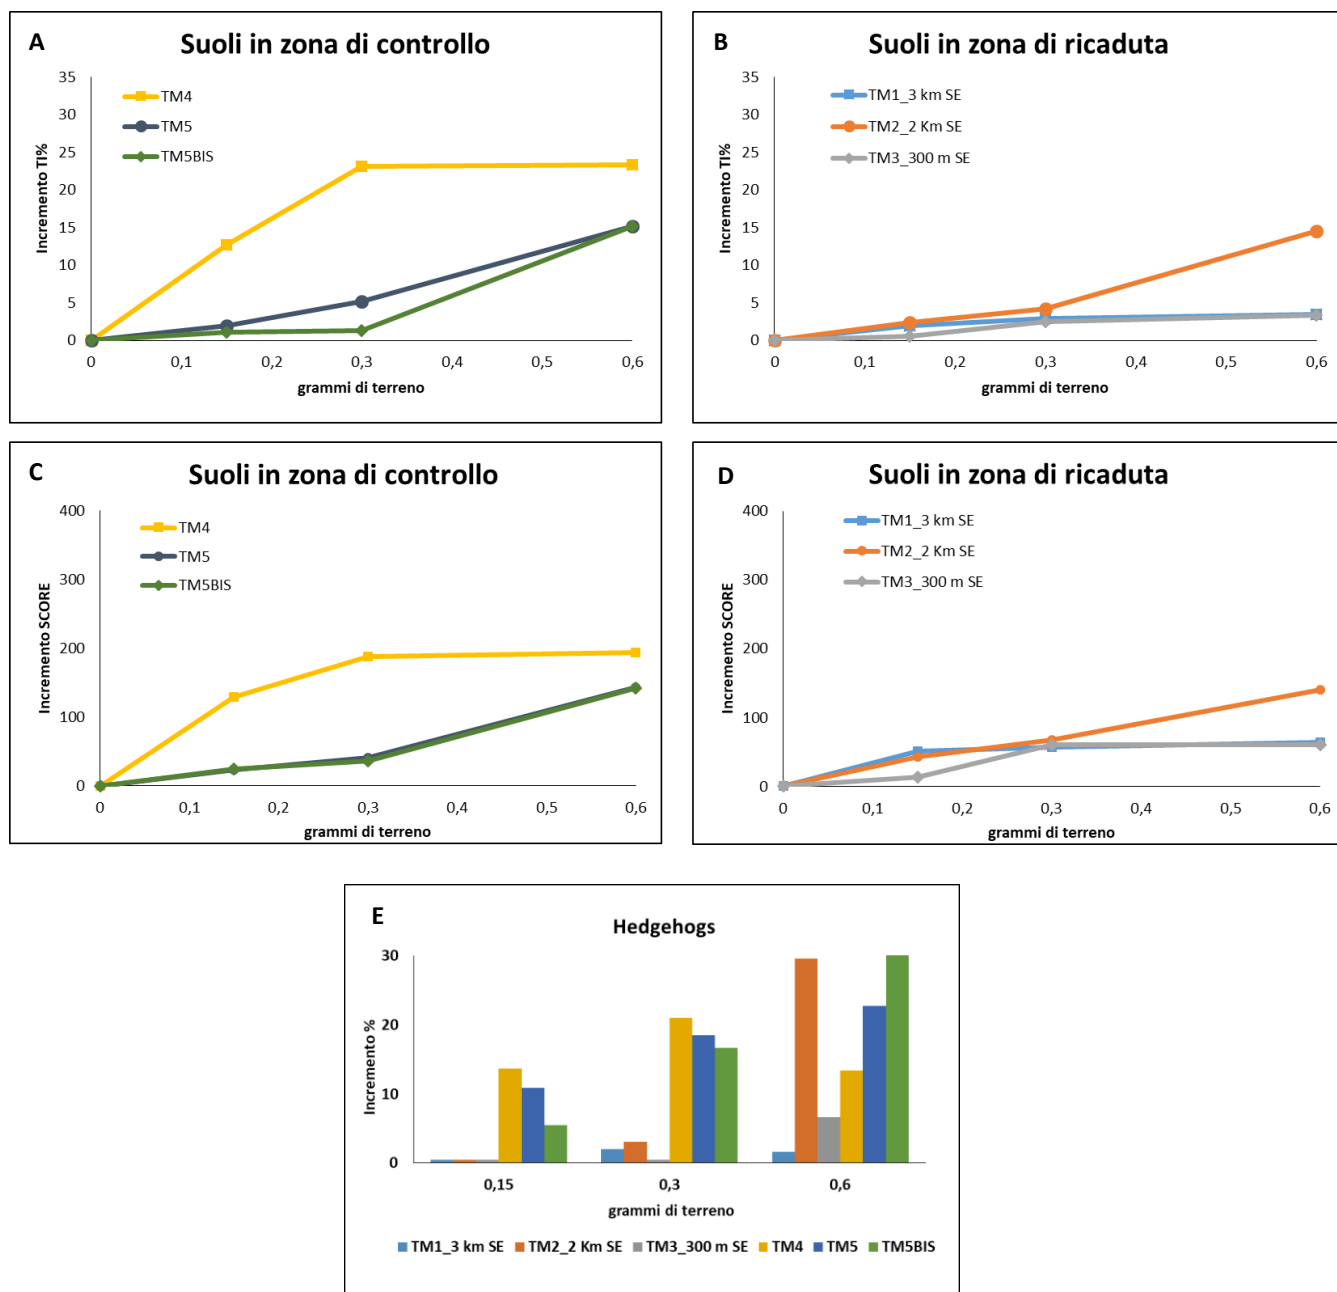 A
Suoli in zona di controllo
35
30
25
20
15
10
5
0
Incremento TI%
TM4
TM5
TM5BIS
0 0,1 0,2 0,3 0,4 0,5 0,6
grammi di terreno
B
Suoli in zona di ricaduta
35
30
25
20
15
10
5
0
Incremento TI%
TM1_3 km SE
TM2_2 Km SE
TM3_300 m SE
0 0,1 0,2 0,3 0,4 0,5 0,6
grammi di terreno
C
Suoli in zona di controllo
400
300
200
100
0
Incremento SCORE
TM4
TM5
TM5BIS
0 0,1 0,2 0,3 0,4 0,5 0,6
grammi di terreno
D
Suoli in zona di ricaduta
400
300
200
100
0
Incremento SCORE
TM1_3 km SE
TM2_2 Km SE
TM3_300 m SE
0 0,1 0,2 0,3 0,4 0,5 0,6
grammi di terreno
E
Hedgehogs
30
20
10
0
Incremento %
0,15 0,3 0,6
grammi di terreno
TM1_3 km SE TM2_2 Km SE TM3_300 m SE TM4 TM5 TM5BIS